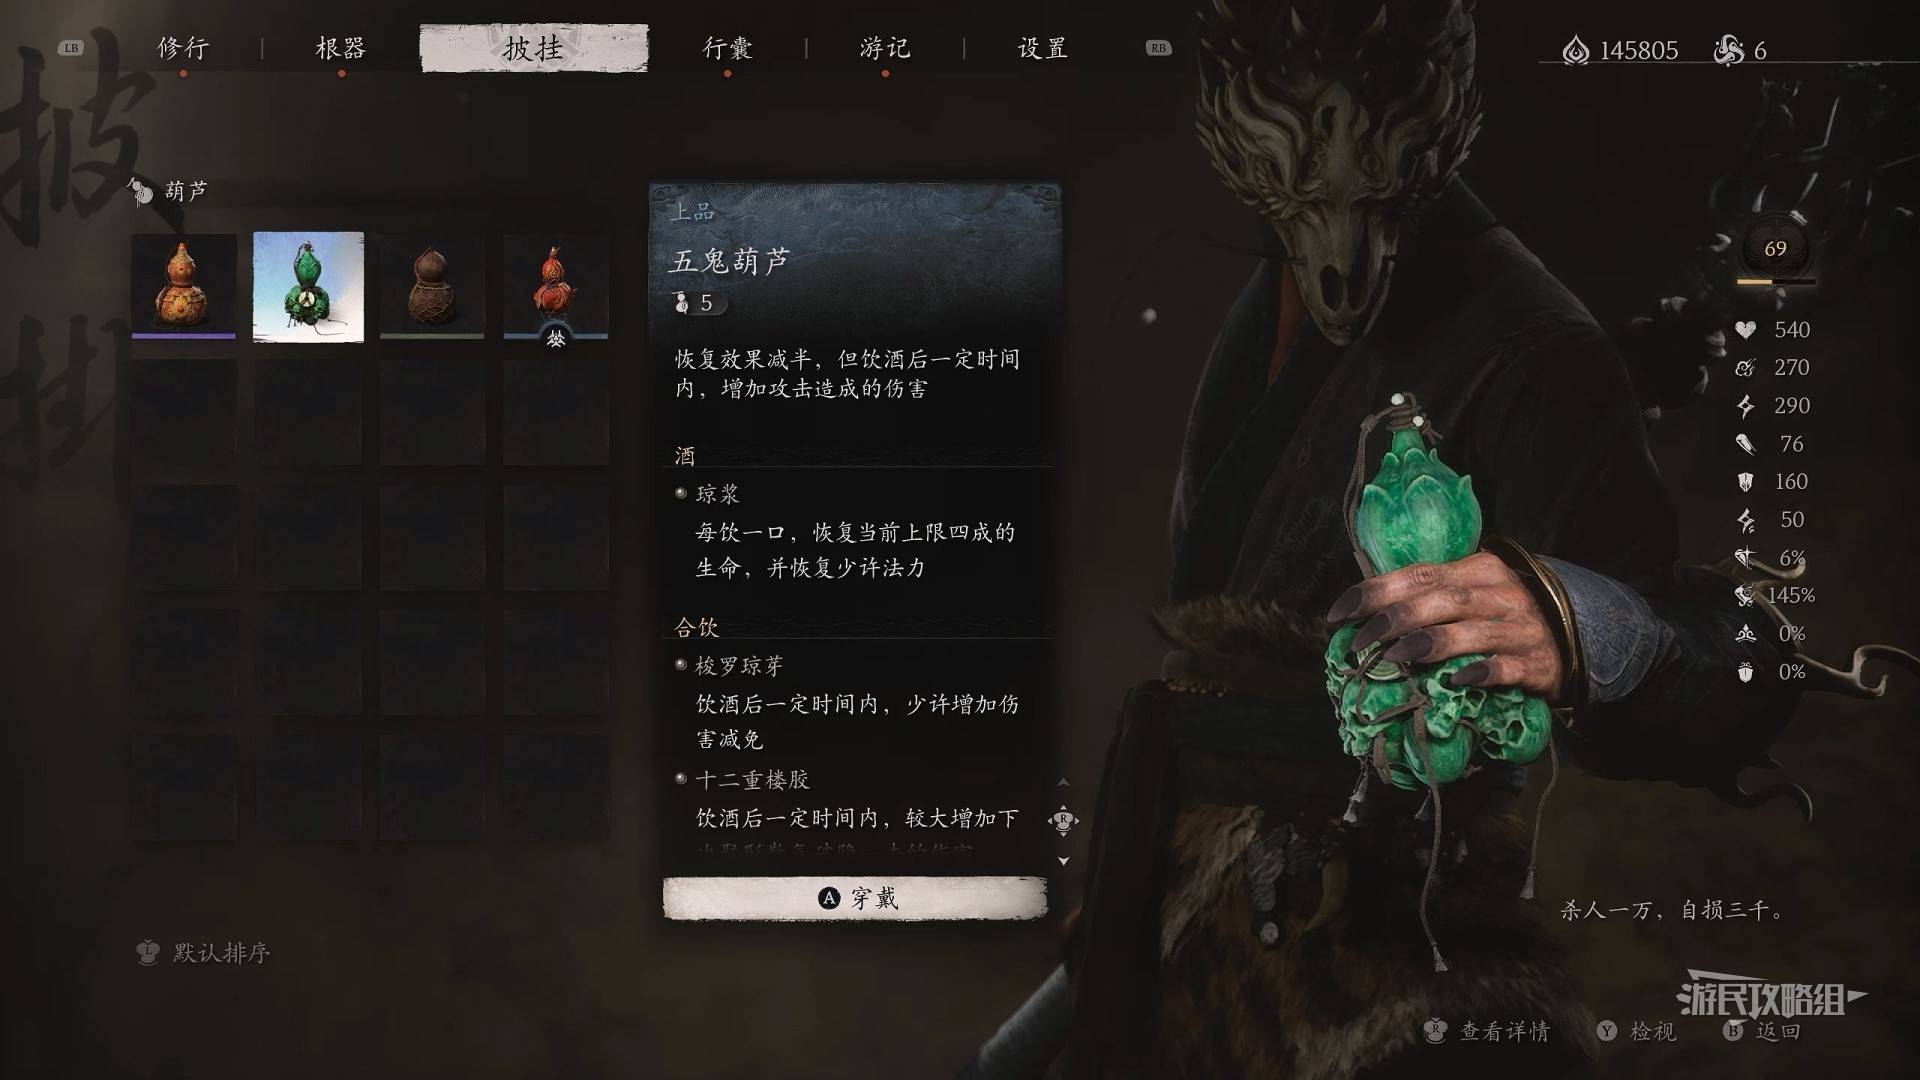 LB
修行
根器
披挂
行囊
游记
设置
RB
145805
6
披挂
葫芦
上品
五鬼葫芦
5
恢复效果减半，但饮酒后一定时间
内，增加攻击造成的伤害
酒
琼浆
每饮一口，恢复当前上限四成的
生命，并恢复少许法力
合饮
梭罗琼芽
饮酒后一定时间内，少许增加伤
害减免
十二重楼胶
饮酒后一定时间内，较大增加下
R
A 穿戴
69
540
270
290
76
160
50
6%
145%
0%
0%
杀人一万，自损三千。
L 默认排序
游民攻略组
R 查看详情
Y 检视
B 返回